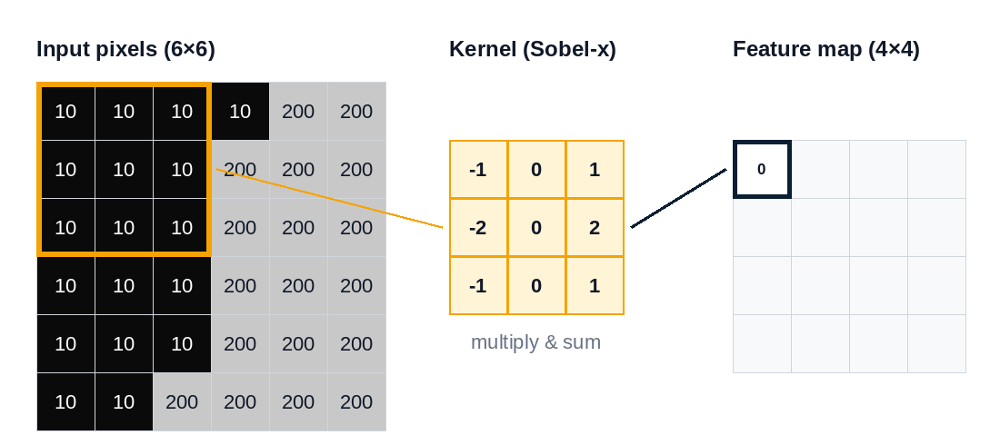 Input pixels (6×6)
Kernel (Sobel-x)
Feature map (4×4)
10 10 10 10 200 200
10 10 10 200 200 200
10 10 10 200 200 200
10 10 10 200 200 200
10 10 10 200 200 200
10 10 200 200 200 200
-1 0 1
-2 0 2
-1 0 1
multiply & sum
0